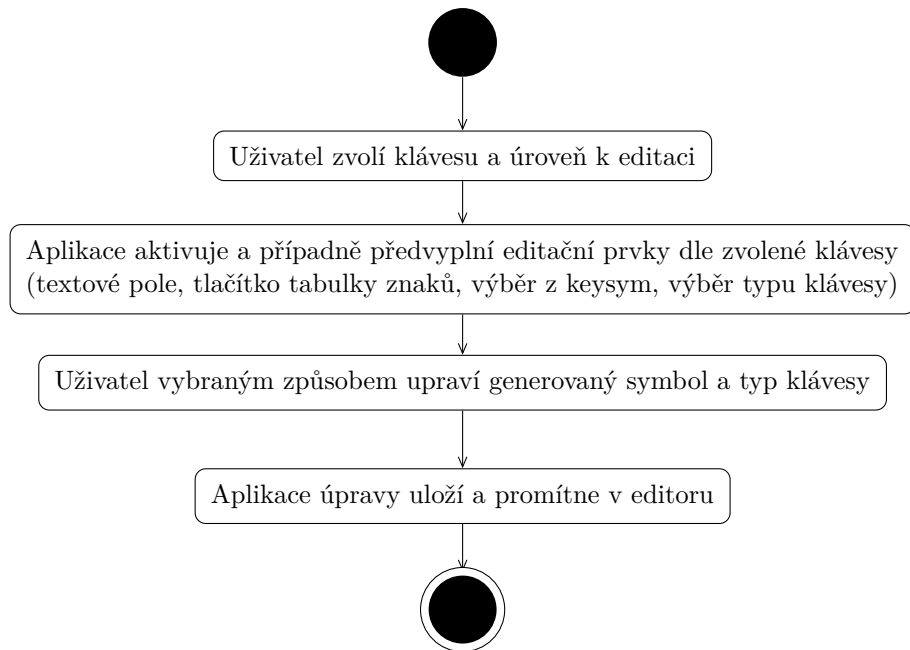 Uživatel zvolí klávesu a úroveň k editaci
Aplikace aktivuje a případně předvyplní editační prvky dle zvolené klávesy
(textové pole, tlačítko tabulky znaků, výběr z keysym, výběr typu klávesy)
Uživatel vybraným způsobem upraví generovaný symbol a typ klávesy
Aplikace úpravy uloží a promítne v editoru